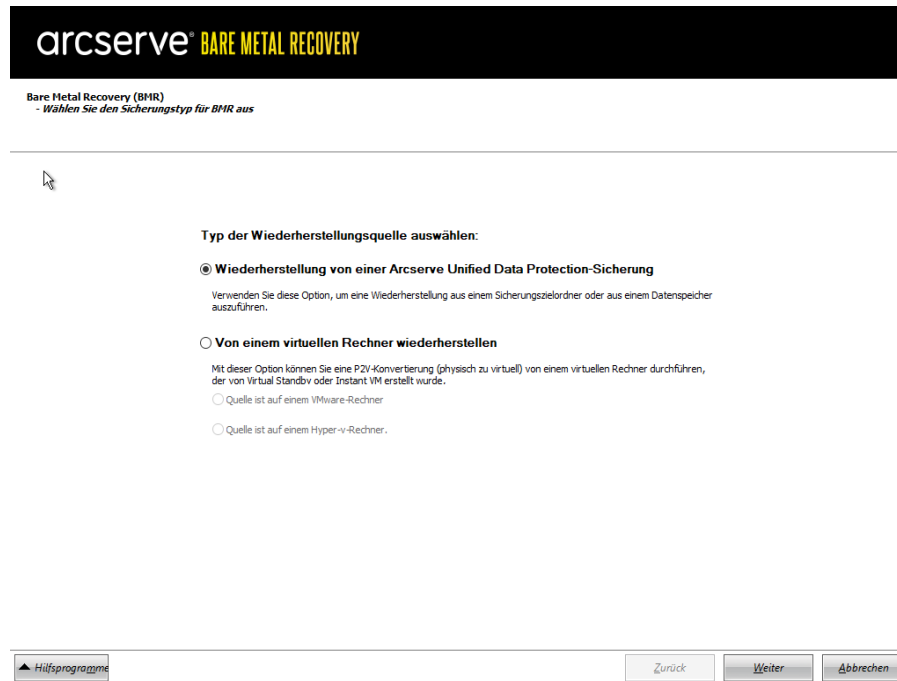 arcserve® BARE METAL RECOVERY
Bare Metal Recovery (BMR)
- Wählen Sie den Sicherungstyp für BMR aus
Typ der Wiederherstellungsquelle auswählen:
Wiederherstellung von einer Arcserve Unified Data Protection-Sicherung
Verwenden Sie diese Option, um eine Wiederherstellung aus einem Sicherungszielordner oder aus einem Datenspeicher
auszuführen.
Von einem virtuellen Rechner wiederherstellen
Mit dieser Option können Sie eine P2V-Konvertierung (physisch zu virtuell) von einem virtuellen Rechner durchführen,
der von Virtual Standby oder Instant VM erstellt wurde.
Quelle ist auf einem VMware-Rechner
Quelle ist auf einem Hyper-v-Rechner.
Hilfsprogramme
Zurück
Weiter
Abbrechen